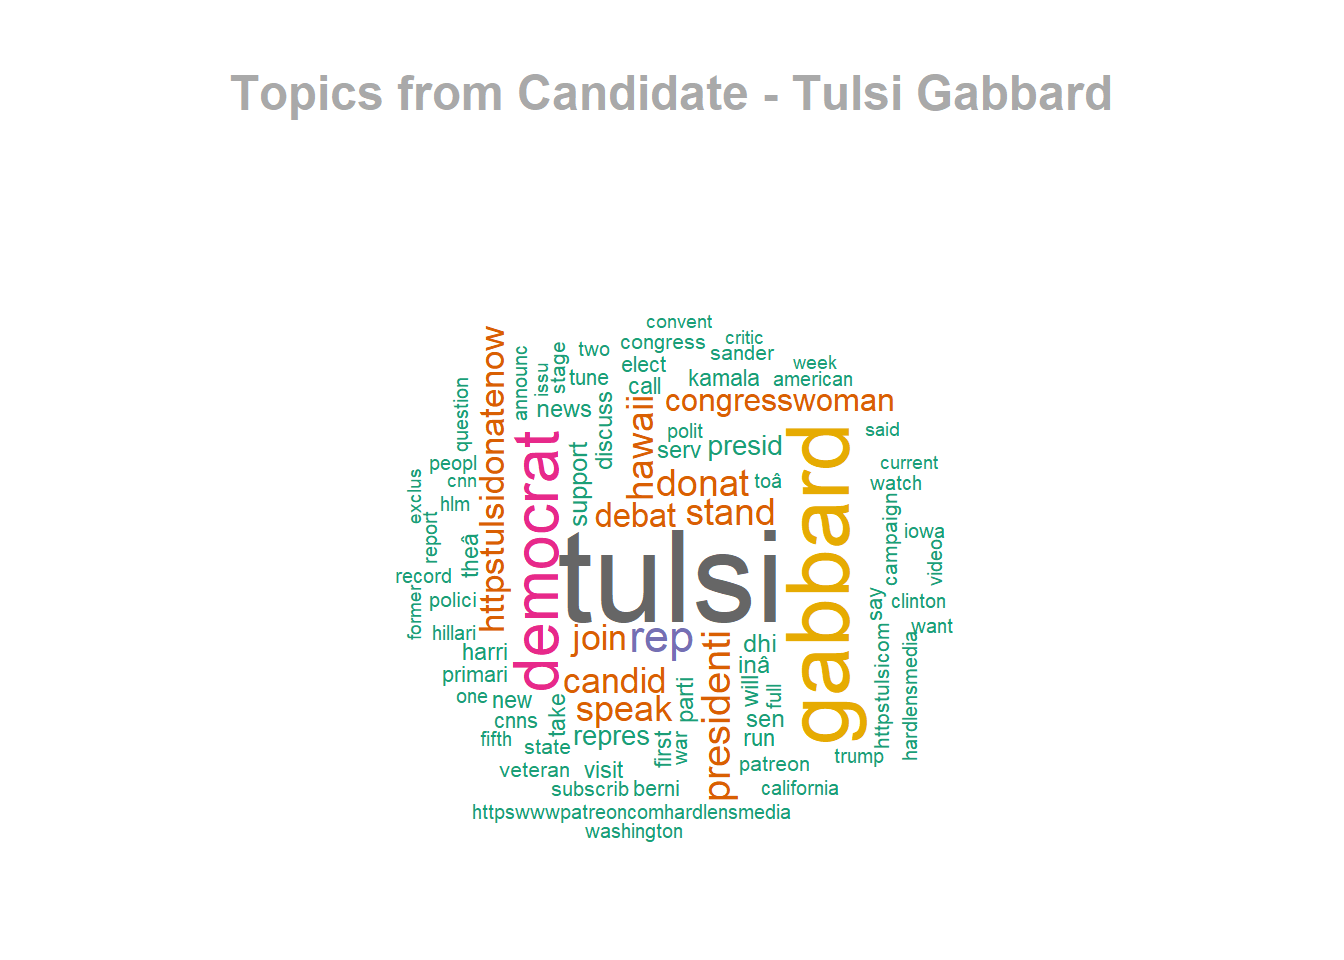 Topics from Candidate - Tulsi Gabbard
convent
critic
congress
sander
two
week
elect
tune
kamala
american
call
stage
issu
announc
httpstulsidonatenow
question
news
discuss
hawaii
congresswoman
said
polit
serv
presid
gabbard
current
peopl
cnn
support
democrat
donat
toâ
watch
exclus
hlm
debat
stand
campaign
iowa
report
theâ
tulsi
videoo
record
former
polici
say
clinton
want
hillari
harri
join
rep
presidenti
dhi
inâ
httpstulsicom
hardlensmedia
primari
candid
parti
will
full
one
new
take
speak
sen
cnns
fifth
state
repres
first
war
run
trump
veteran
visit
patreon
subscrib
berni
california
httpswwwpatreoncomhardlensmedia
washington